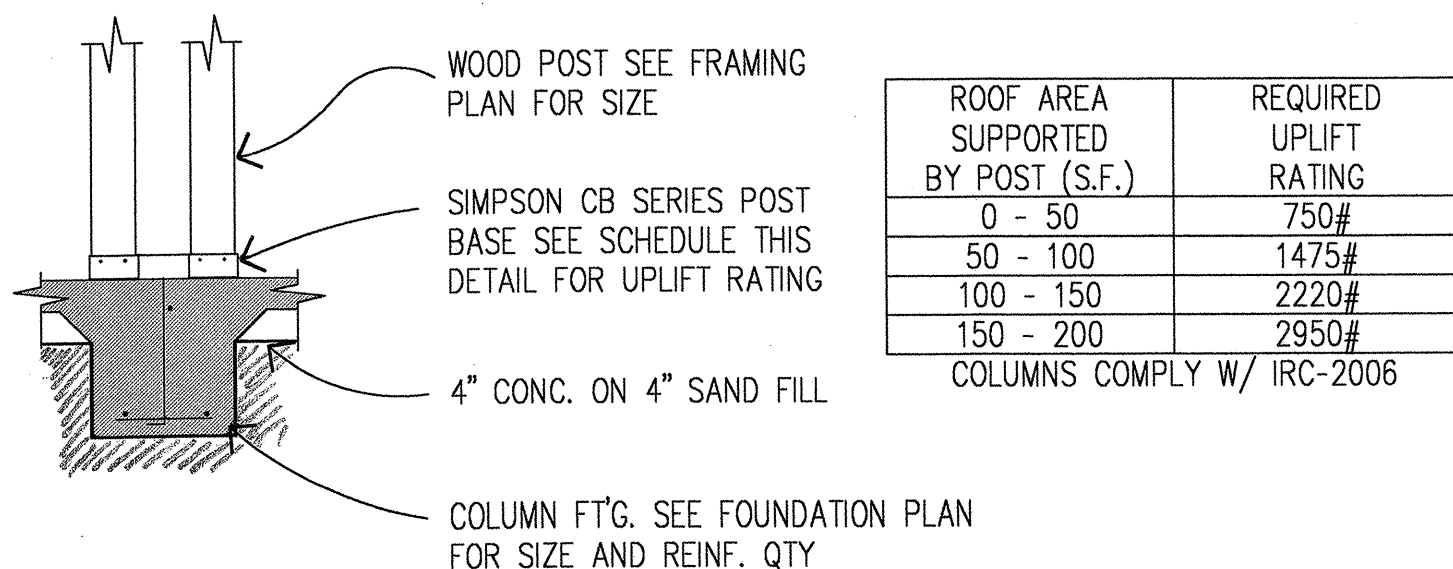 WOOD POST SEE FRAMING
PLAN FOR SIZE
SIMPSON CB SERIES POST
BASE SEE SCHEDULE THIS
DETAIL FOR UPLIFT RATING
4" CONC. ON 4" SAND FILL
COLUMN FT'G. SEE FOUNDATION PLAN
FOR SIZE AND REINF. QTY
ROOF AREA
SUPPORTED
BY POST (S.F.)
REQUIRED
UPLIFT
RATING
0 - 50 750#
50 - 100 1475#
100 - 150 2220#
150 - 200 2950#
COLUMNS COMPLY W/ IRC-2006